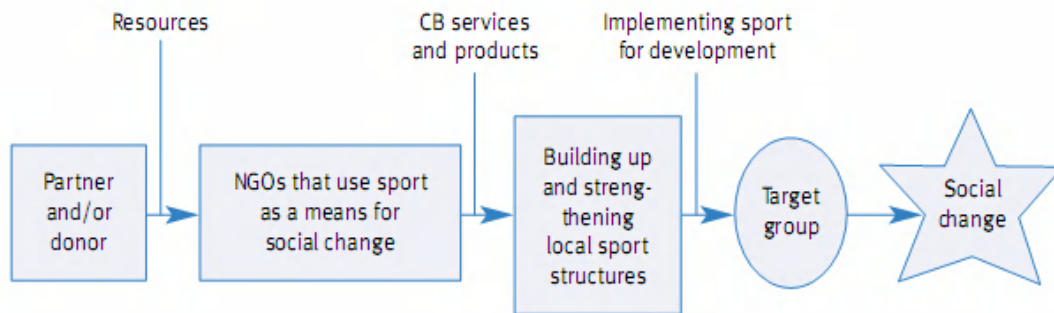 Resources
CB services
and products
Implementing sport
for development
Partner
and/or
donor
NGOs that use sport
as a means for
social change
Building up
and streng-
thening
local sport
structures
Target
group
Social
change